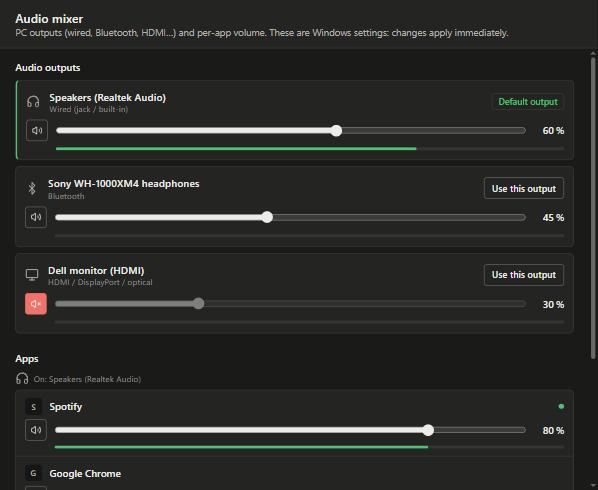 Audio mixer
PC outputs (wired, Bluetooth, HDMI...) and per-app volume. These are Windows settings: changes apply immediately.
Audio outputs
Speakers (Realtek Audio)
Default output
Wired (jack / built-in)
60 %
Sony WH-1000XM4 headphones
Use this output
Bluetooth
45 %
Dell monitor (HDMI)
Use this output
HDMI / DisplayPort / optical
30 %
Apps
On: Speakers (Realtek Audio)
S Spotify
80 %
G Google Chrome